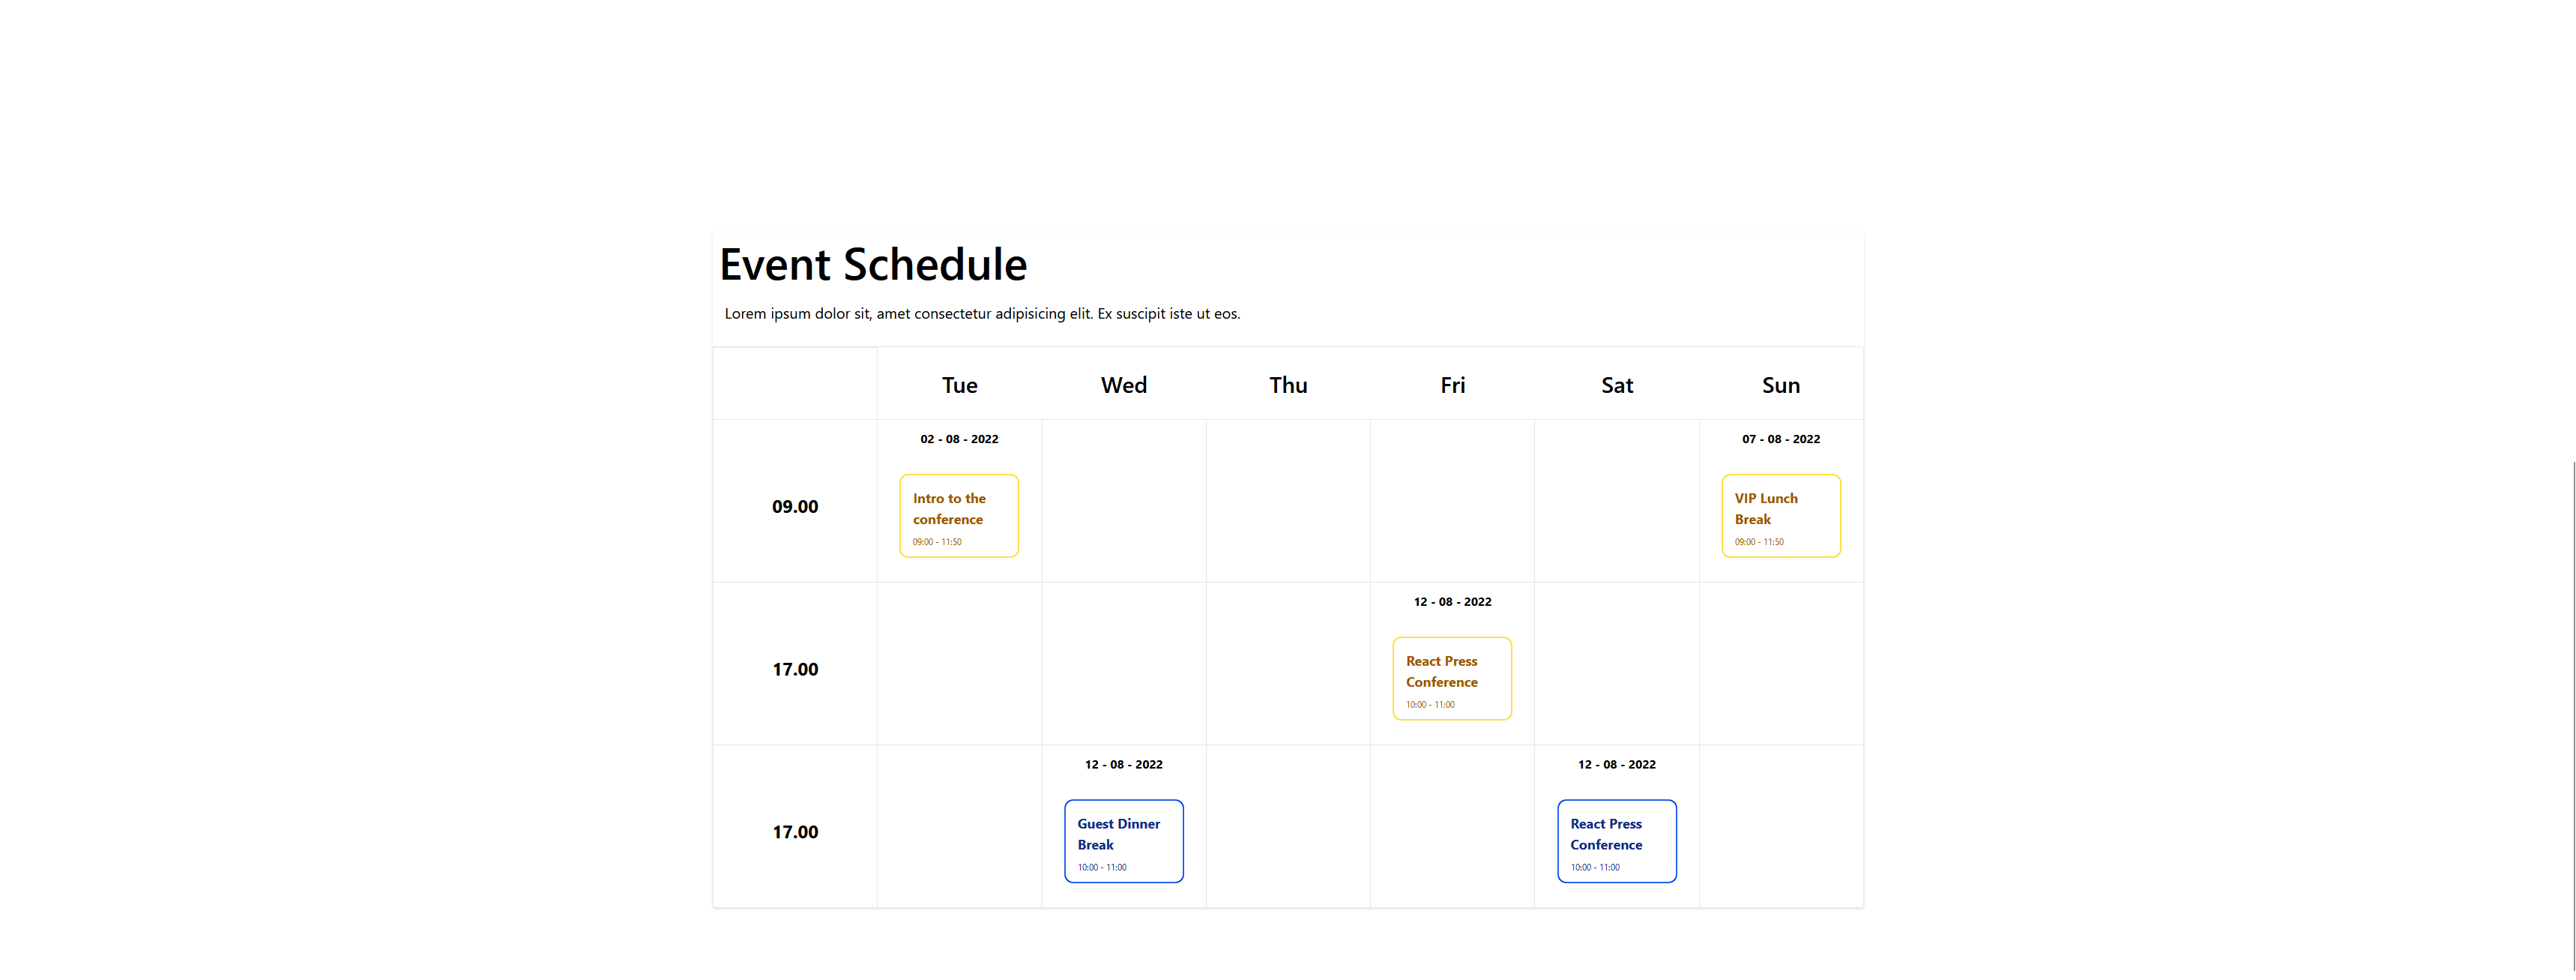 Event Schedule
Lorem ipsum dolor sit, amet consectetur adipisicing elit. Ex suscipit iste ut eos.
Tue Wed Thu Fri Sat Sun
02 - 08 - 2022
07 - 08 - 2022
09.00
Intro to the
conference
09:00 - 11:50
VIP Lunch
Break
09:00 - 11:50
12 - 08 - 2022
17.00
React Press
Conference
10:00 - 11:00
12 - 08 - 2022
12 - 08 - 2022
17.00
Guest Dinner
Break
10:00 - 11:00
React Press
Conference
10:00 - 11:00